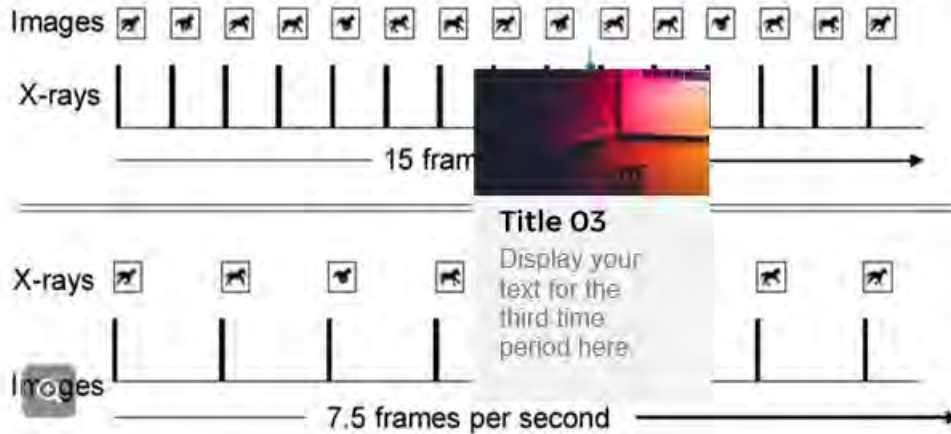 Images
X-rays
15 fram
Title 03
Display your
text for the
third time
period here
X-rays
Images
7.5 frames per second